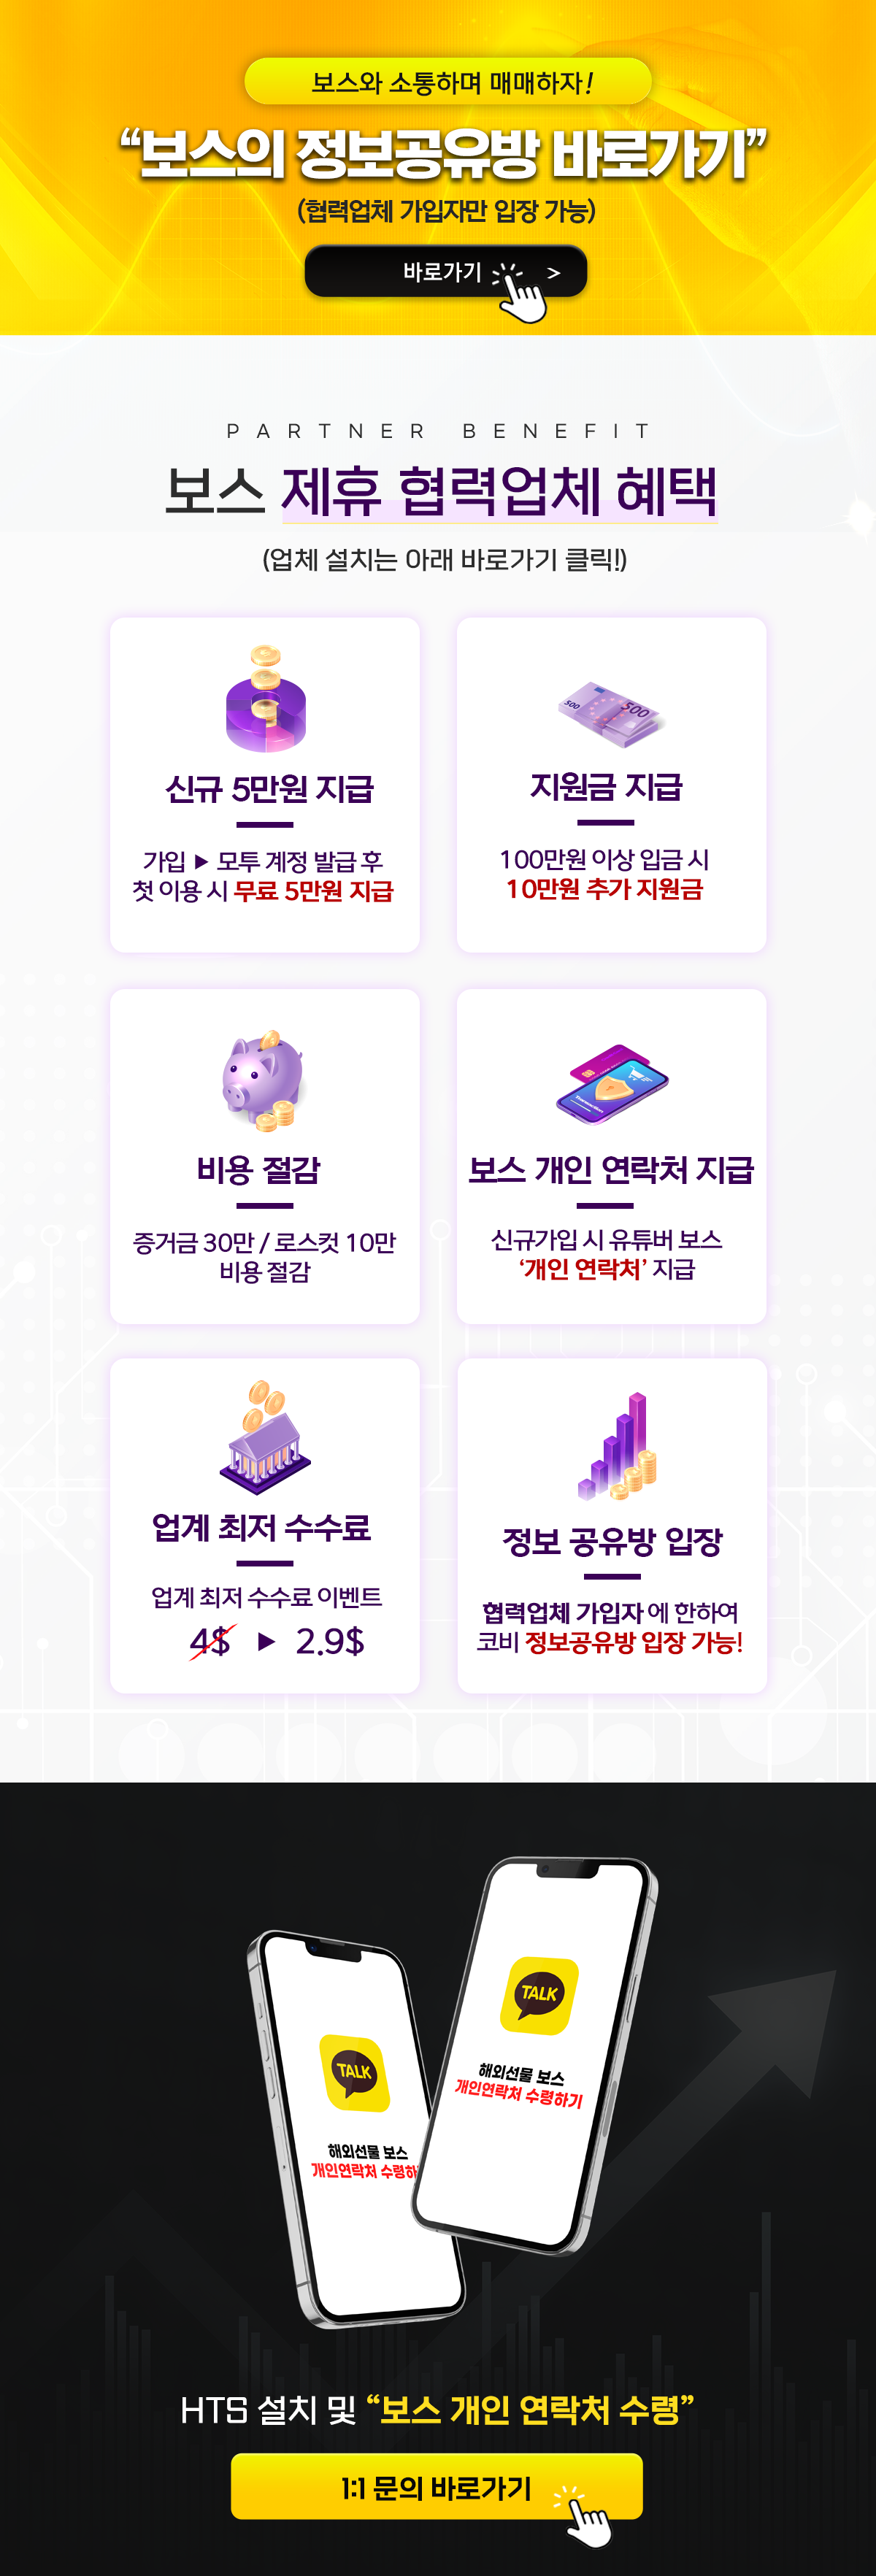 보스와 소통하며 매매하자!
“보스의 정보공유방 바로가기”
(협력업체 가입자만 입장 가능)
바로가기 >
PARTNER BENEFIT
보스 제휴 협력업체 혜택
(업체 설치는 아래 바로가기 클릭!)
500 500
신규 5만원 지급
가입 ▶ 모투 계정 발급 후
첫 이용 시 무료 5만원 지급
지원금 지급
100만원 이상 입금 시
10만원 추가 지원금
비용 절감
증거금 30만 / 로스컷 10만
비용 절감
Transaction
보스 개인 연락처 지급
신규가입 시 유튜버 보스
‘개인 연락처’ 지급
업계 최저 수수료
업계 최저 수수료 이벤트
4$ ▶ 2.9$
정보 공유방 입장
협력업체 가입자에 한하여
코비 정보공유방 입장 가능!
TALK
해외선물 보스
개인연락처 수령하기
TALK
해외선물 보스
개인연락처 수령하
HTS 설치 및 “보스 개인 연락처 수령”
1:1 문의 바로가기